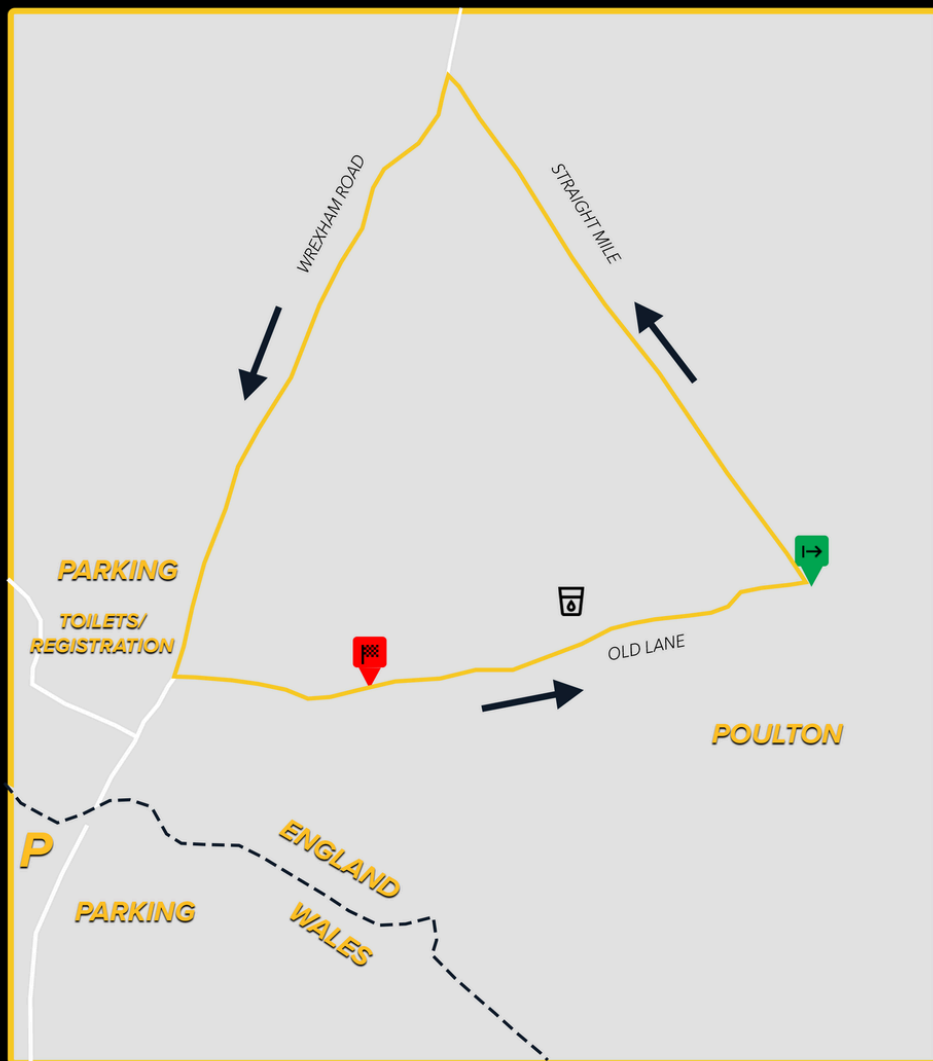 WREXHAM ROAD
STRAIGHT MILE
PARKING
TOILETS/
REGISTRATION
OLD LANE
POULTON
ENGLAND
P
WALES
PARKING